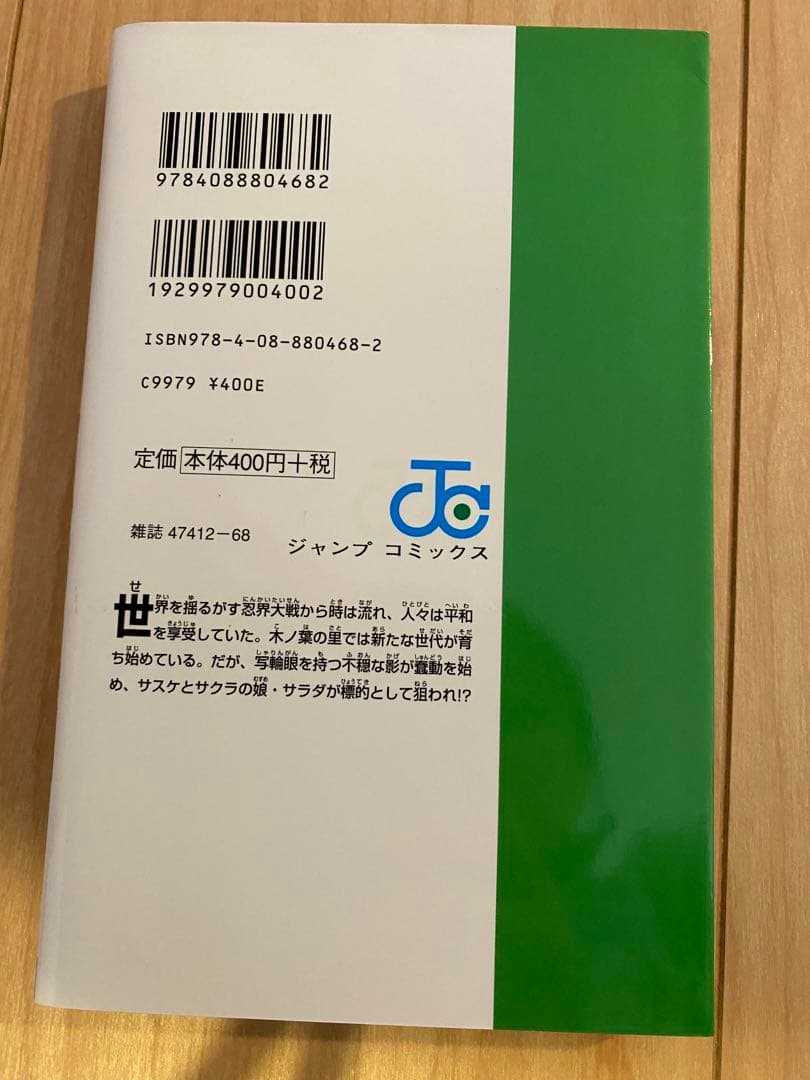 9784088804682
1929979004002
ISBN978-4-08-880468-2
C9979 ¥400E
定価 本体400円+税
雑誌 47412-68
JC
ジャンプ コミックス
世界を揺るがす忍界大戦から時は流れ、人々は平和
を享受していた。木ノ葉の里では新たな世代が育
ち始めている。だが、写輪眼を持つ不穏な影が蠢動を始
め、サスケとサクラの娘・サラダが標的として狙われ!?